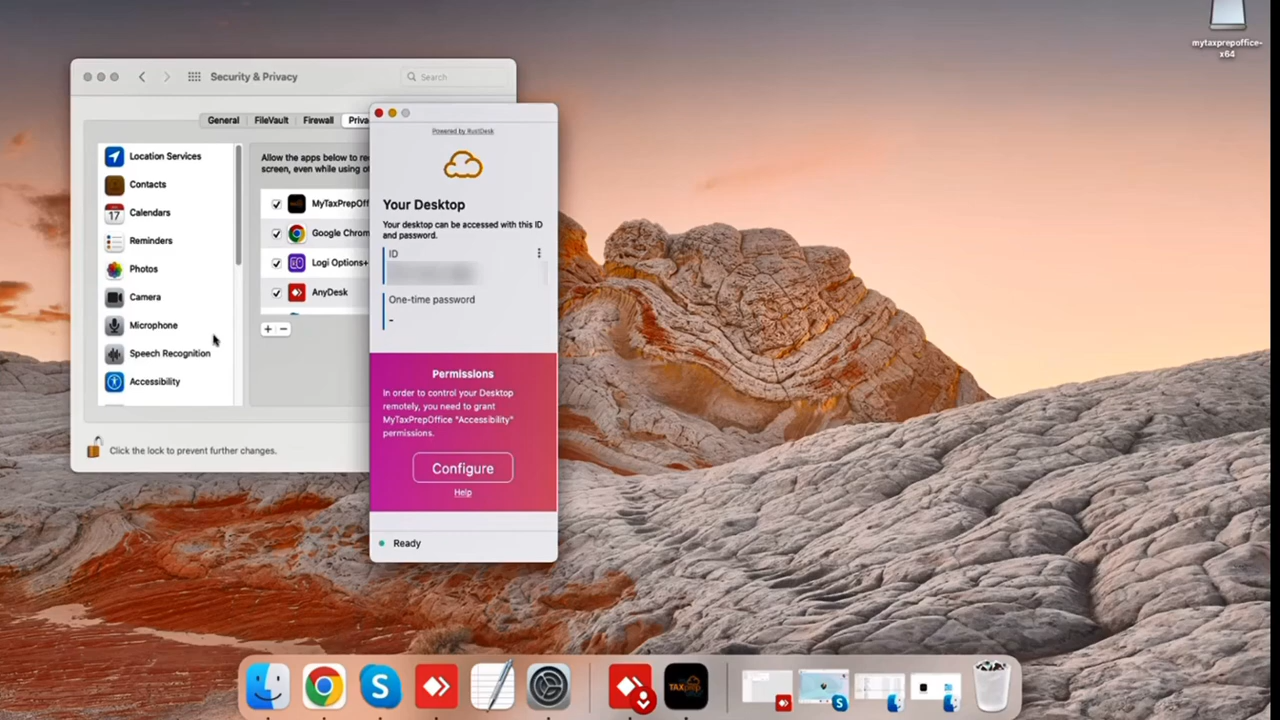 mytaxprepoffice-
x64
Security & Privacy
Search
General
FileVault
Firewall
Location Services
Contacts
17
Calendars
Reminders
Photos
Camera
Microphone
Speech Recognition
Accessibility
Allow the apps below to
screen, even while using
Google
Logi Options+
AnyDesk
+ −
Click the lock to prevent further changes.
Powered by RustDesk
Your Desktop
Your desktop can be accessed with this ID
and password.
ID
One-time password
-
Permissions
In order to control your Desktop
remotely, you need to grant
MyTaxPrepOffice "Accessibility"
permissions.
Configure
Help
Ready
S
TAXprep
S